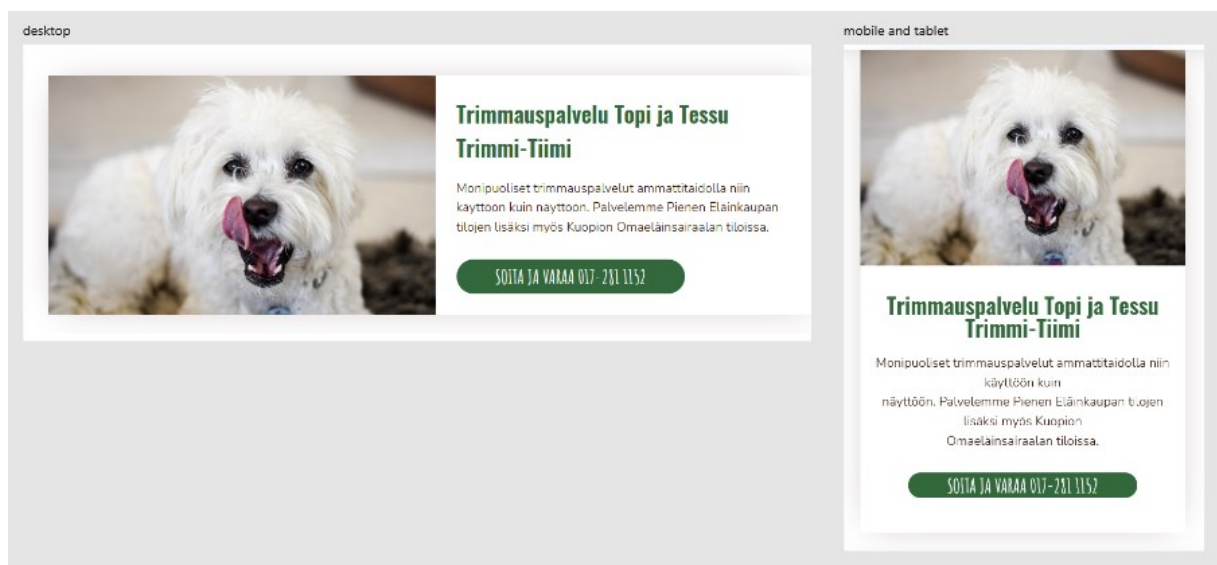 desktop
Trimmauspalvelu Topi ja Tessu
Trimmi-Tiimi
Monipuoliset trimmauspalvelut ammattitaidolla niin
kayttoon kuin nayttoon. Palvelemme Pienen Elainkaupan
tilojen lisäksi myös Kuopion Omaeläinsairaalan tiloissa.
SOITA JA VARAA 017-281 1152
mobile and tablet
Trimmauspalvelu Topi ja Tessu
Trimmi-Tiimi
Monipuoliset trimmauspalvelut ammattitaidolla niin
käyttöön kuin
näyttöön. Palvelemme Pienen Eläinkaupan tilojen
lisäksi myös Kuopion
Omaeläinsairaalan tiloissa.
SOITA JA VARAA 017-281 1152